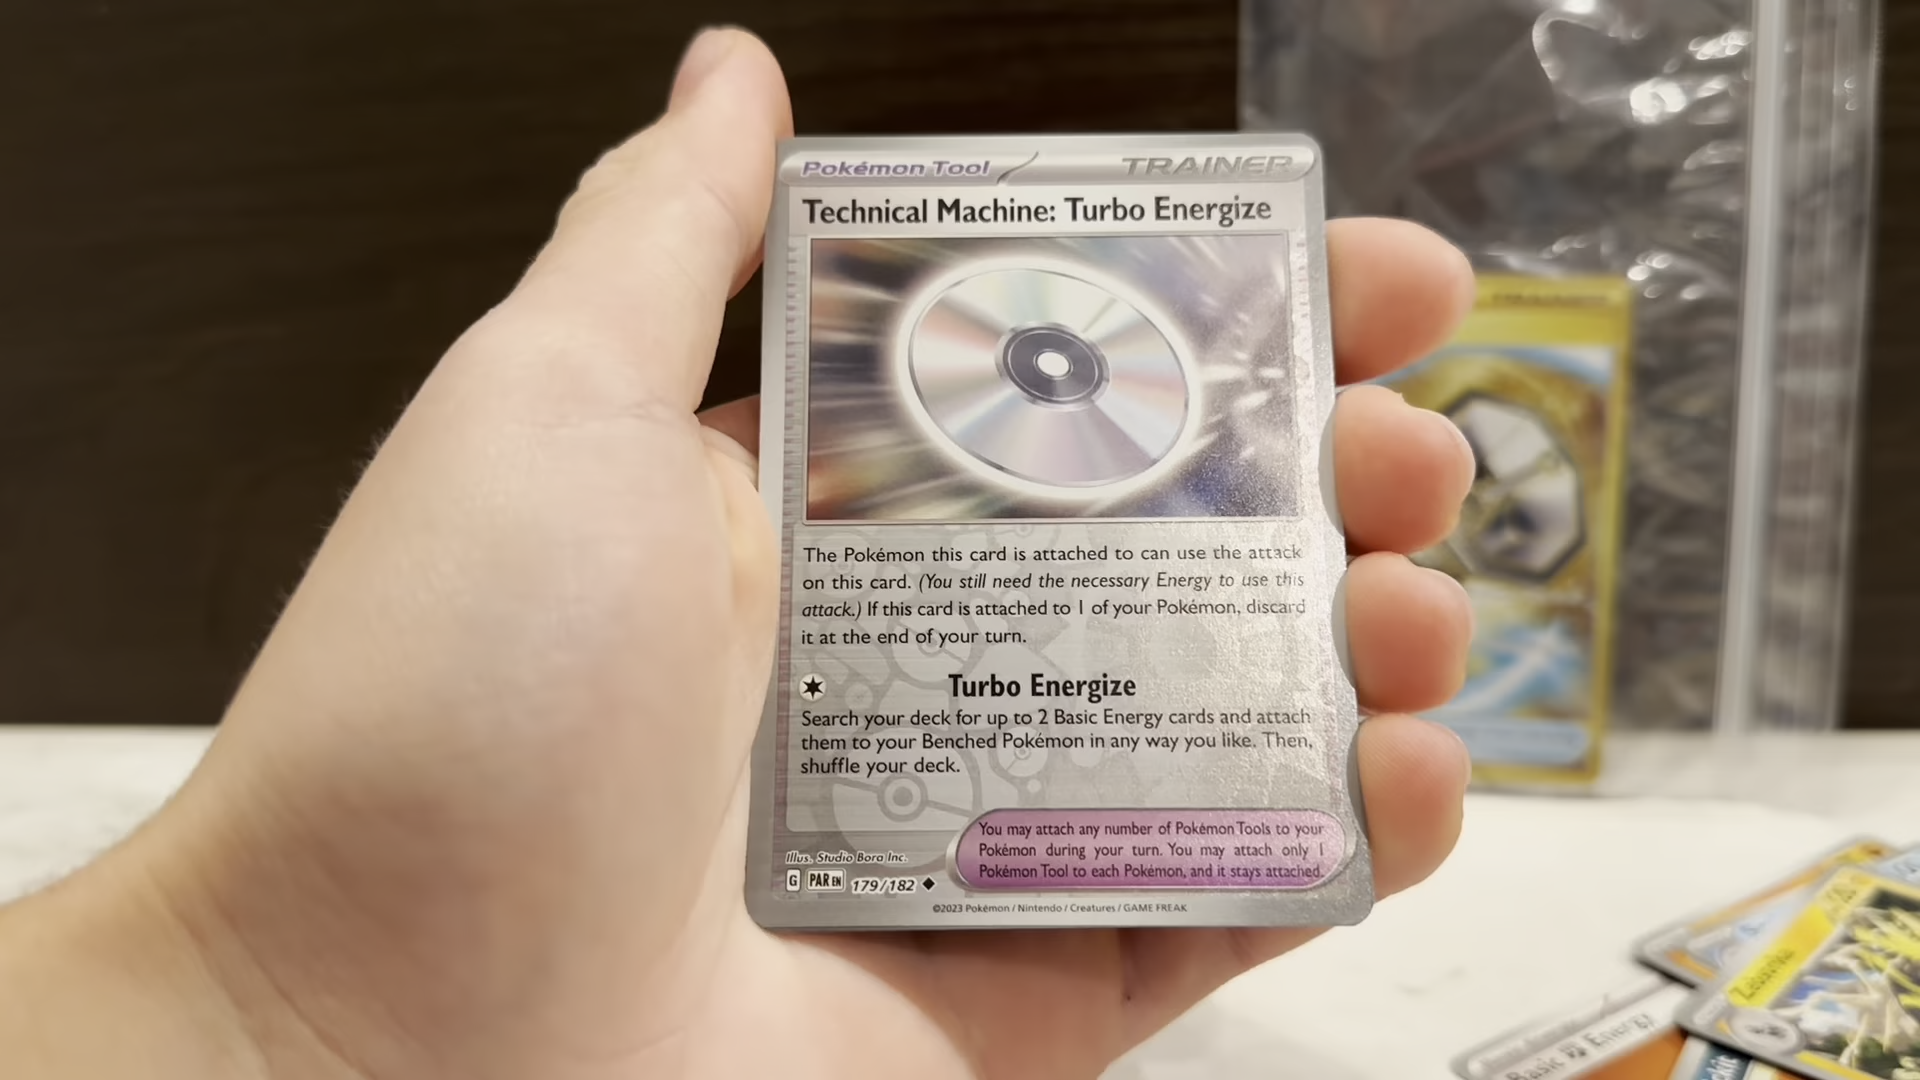 Pokémon Tool
TRAINER
Technical Machine: Turbo Energize
The Pokémon this card is attached to can use the attack
on this card. (You still need the necessary Energy to use this
attack.) If this card is attached to 1 of your Pokémon, discard
it at the end of your turn.
Turbo Energize
Search your deck for up to 2 Basic Energy cards and attach
them to your Benched Pokémon in any way you like. Then,
shuffle your deck.
You may attach any number of Pokémon Tools to your
Pokémon during your turn. You may attach only 1
Pokémon Tool to each Pokémon, and it stays attached.
Illus. Studio Bora Inc.
G PAR EN 179/182
©2023 Pokémon / Nintendo / Creatures / GAME FREAK
TRAINER
Basic Energy